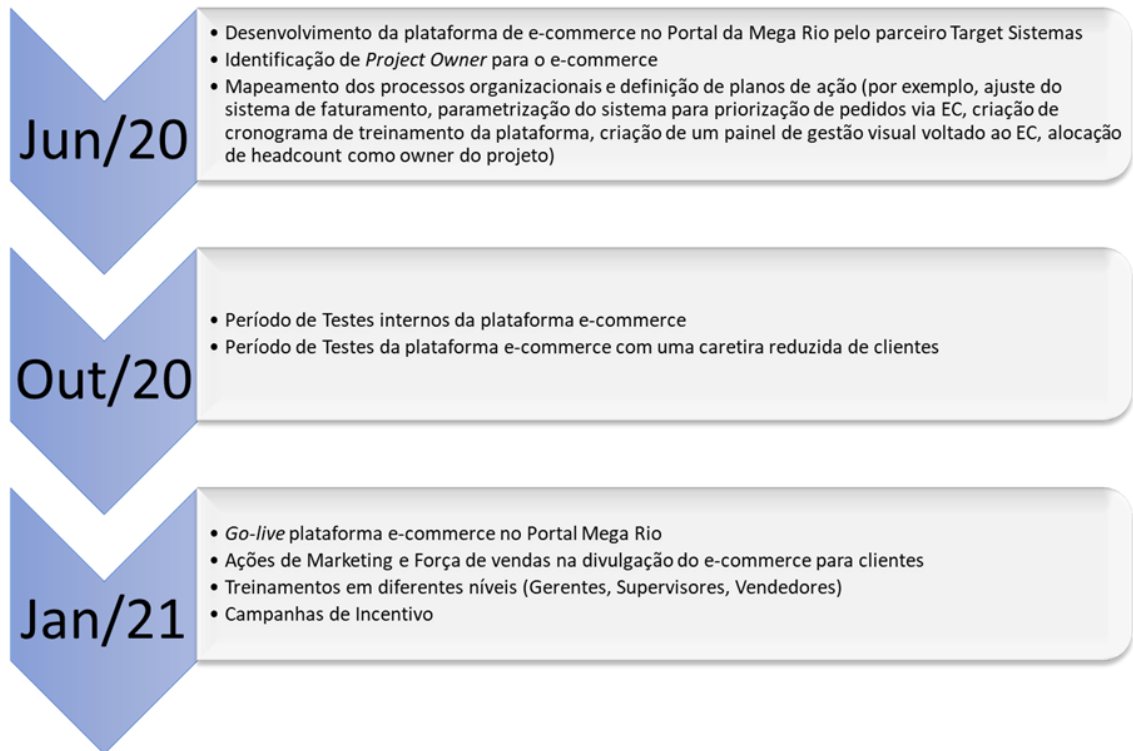 Jun/20
• Desenvolvimento da plataforma de e-commerce no Portal da Mega Rio pelo parceiro Target Sistemas
• Identificação de Project Owner para o e-commerce
• Mapeamento dos processos organizacionais e definição de planos de ação (por exemplo, ajuste do
sistema de faturamento, parametrização do sistema para priorização de pedidos via EC, criação de
cronograma de treinamento da plataforma, criação de um painel de gestão visual voltado ao EC, alocação
de headcount como owner do projeto)
Out/20
• Período de Testes internos da plataforma e-commerce
• Período de Testes da plataforma e-commerce com uma caretira reduzida de clientes
Jan/21
• Go-live plataforma e-commerce no Portal Mega Rio
• Ações de Marketing e Força de vendas na divulgação do e-commerce para clientes
• Treinamentos em diferentes níveis (Gerentes, Supervisores, Vendedores)
• Campanhas de Incentivo